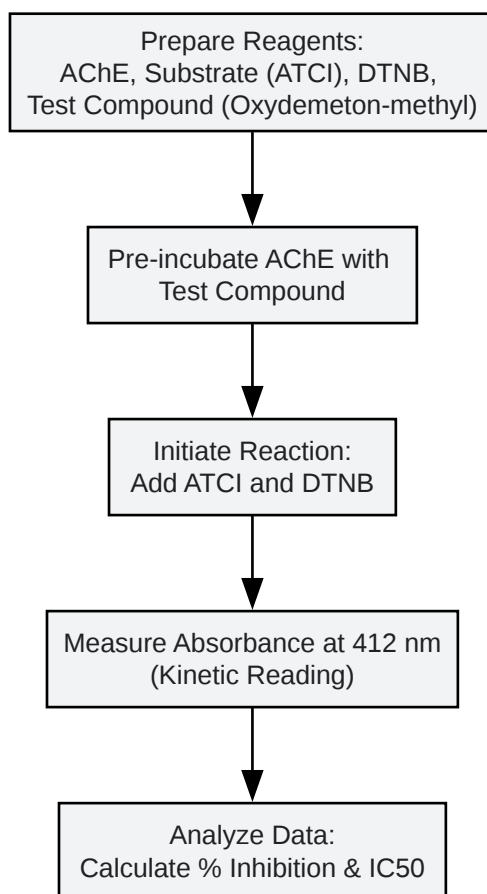 Prepare Reagents:
AChE, Substrate (ATCI), DTNB,
Test Compound (Oxydemeton-methyl)
Pre-incubate AChE with
Test Compound
Initiate Reaction:
Add ATCI and DTNB
Measure Absorbance at 412 nm
(Kinetic Reading)
Analyze Data:
Calculate % Inhibition & IC50